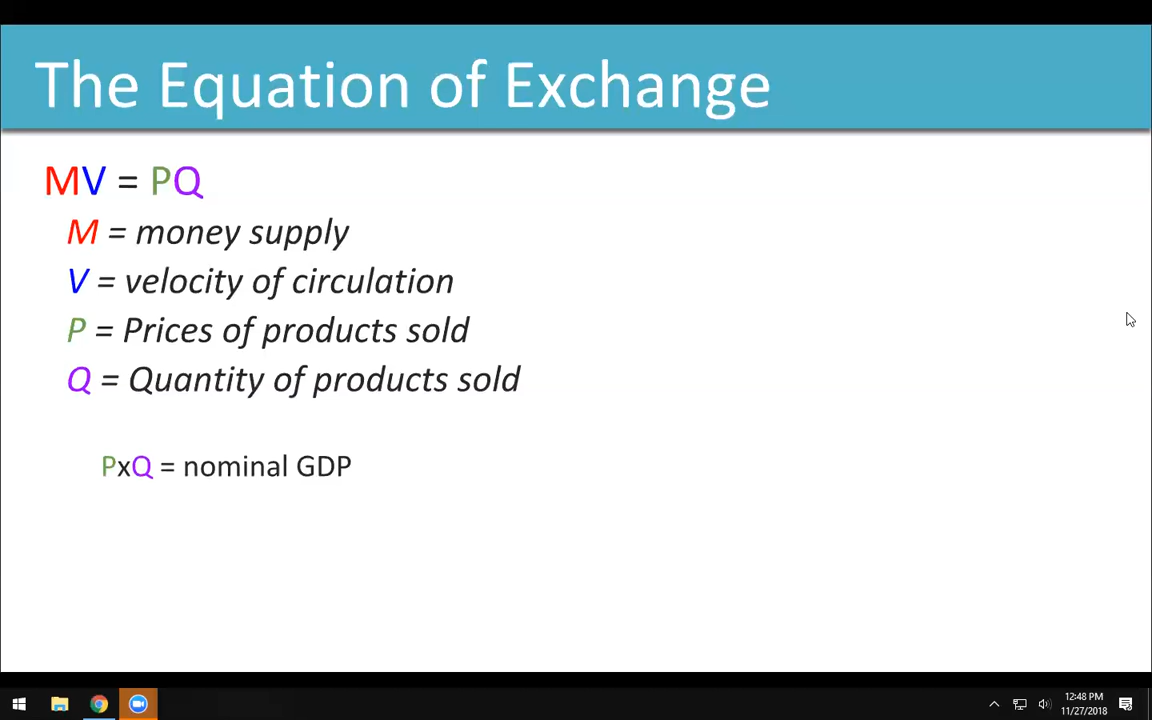 The Equation of Exchange
MV = PQ
M = money supply
V = velocity of circulation
P = Prices of products sold
Q = Quantity of products sold
PxQ = nominal GDP
12:48 PM
11/27/2018